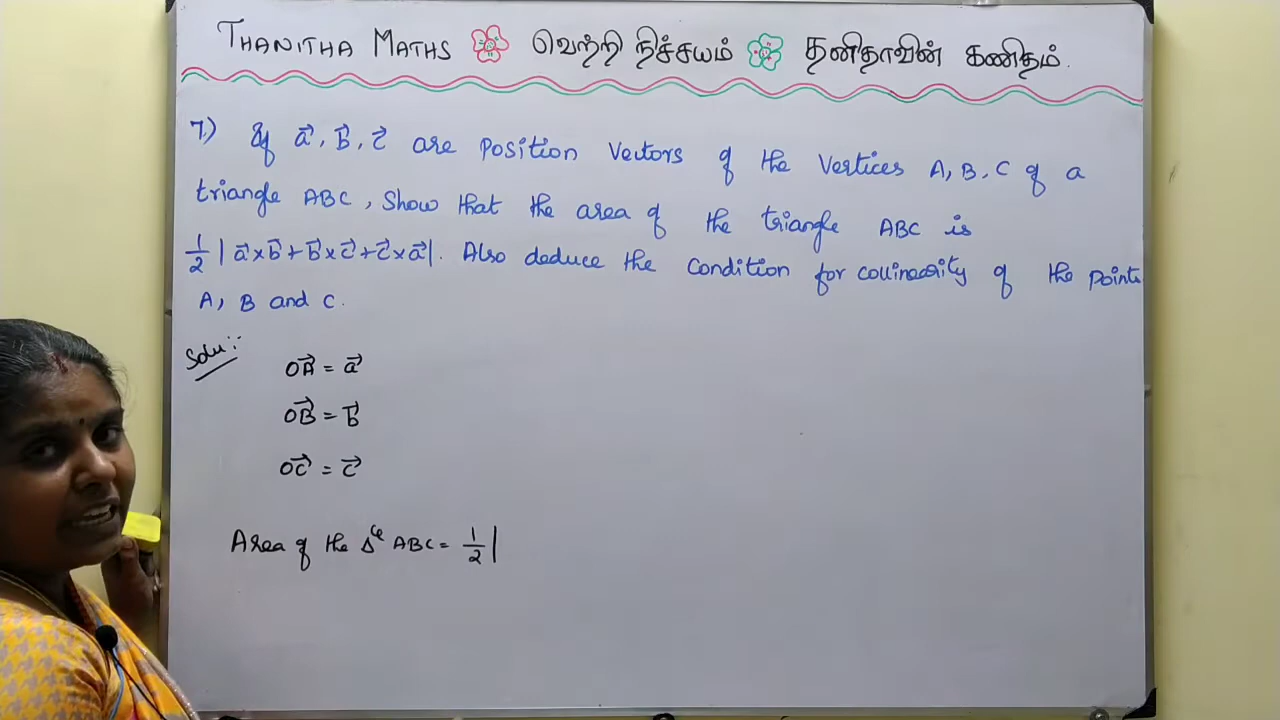 THANITHA MATHS வெற்றி நிச்சயம் தனிதாவின் கணிதம்.
7.) If a⃗, b⃗, c⃗ are position vectors of the vertices A, B, C of a
triangle ABC, Show that the area of the triangle ABC is
1/2 | a⃗×b⃗+b⃗×c⃗+c⃗×a⃗|. Also deduce the condition for collinearity of the points
A, B and C.
Solu:
OA⃗ = a⃗
OB⃗ = b⃗
OC⃗ = c⃗
Area of the Δle ABC = 1/2 |